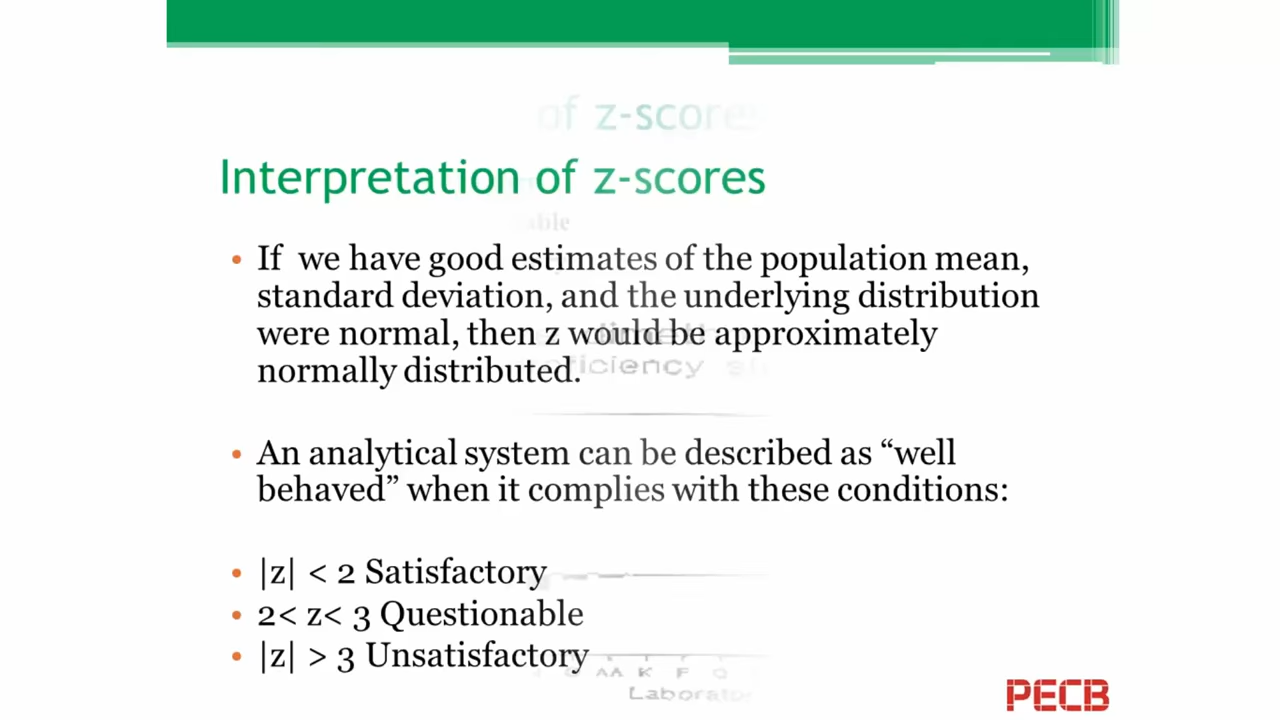 of z-scores
Interpretation of z-scores
If we have good estimates of the population mean,
standard deviation, and the underlying distribution
were normal, then z would be approximately
normally distributed.
An analytical system can be described as “well
behaved” when it complies with these conditions:
|z| < 2 Satisfactory
2< z< 3 Questionable
|z| > 3 Unsatisfactory
PECB